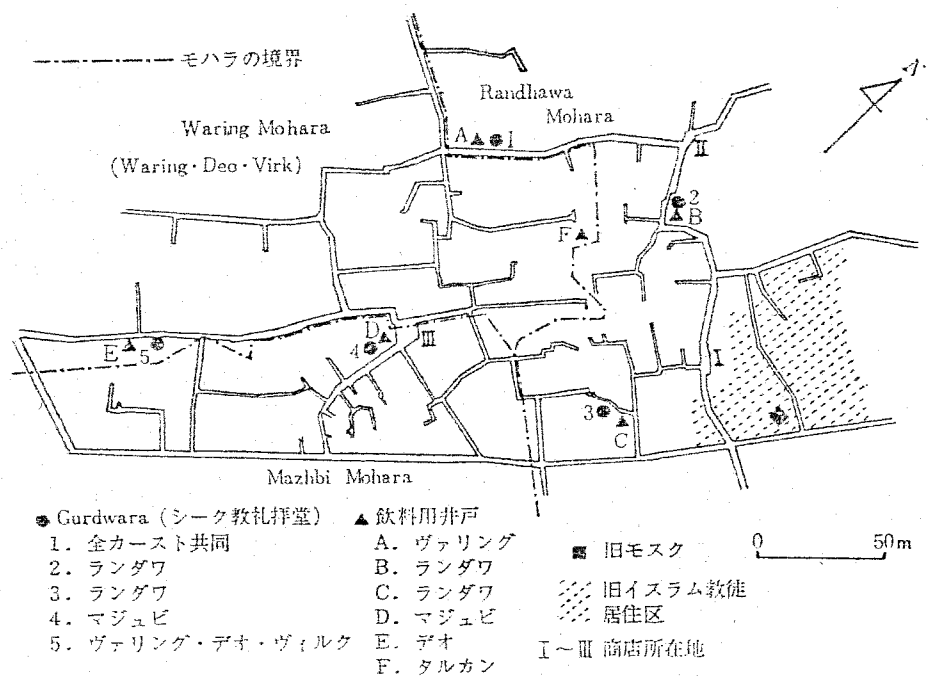 モハラの境界
Randhawa
Mohara
Waring Mohara
(Waring・Deo・Virk)
A
1
II
2
B
F
D
4
III
E
5
I
3
C
Mazhbi Mohara
Gurdwara (シーク教礼拝堂)
1. 全カースト共同
2. ランダワ
3. ランダワ
4. マジュビ
5. ヴァリング・デオ・ヴィルク
飲料用井戸
A. ヴァリング
B. ランダワ
C. ランダワ
D. マジュビ
E. デオ
F. タルカン
旧モスク
旧イスラム教徒
居住区
I～III 商店所在地
0 50m